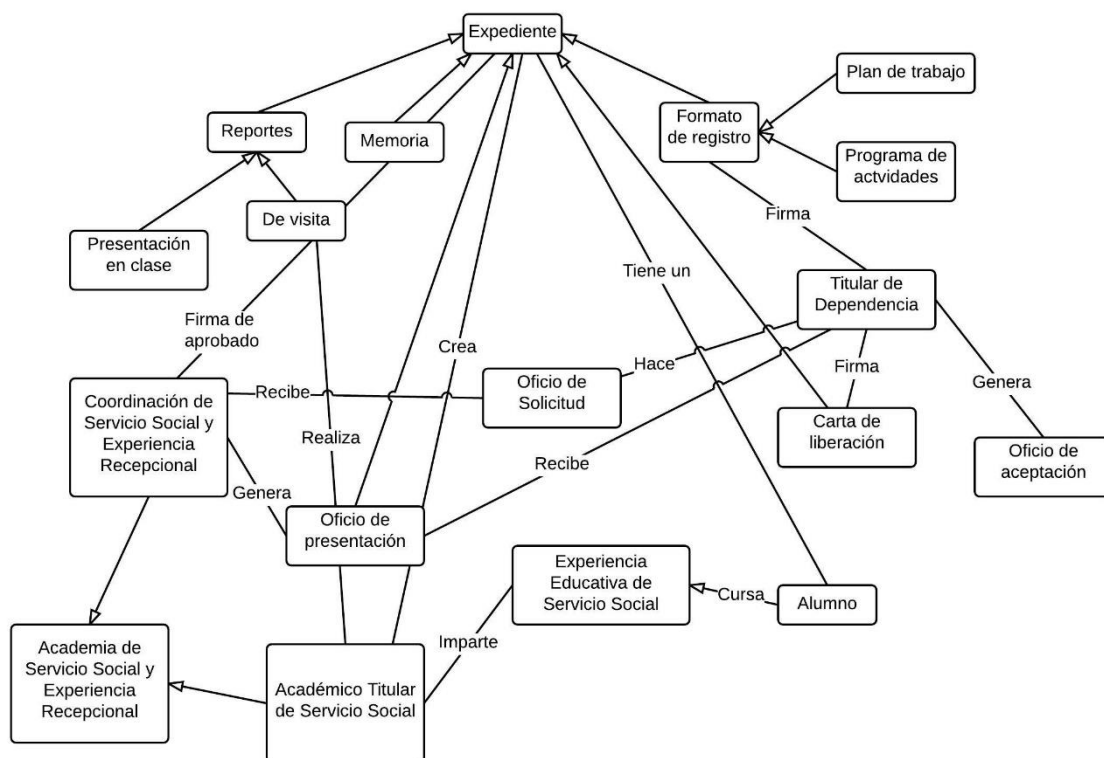 Expediente
Plan de trabajo
Reportes
Memoria
Formato
de registro
Programa de
actvidades
De visita
Firma
Presentación
en clase
Tiene un
Titular de
Dependencia
Firma de
aprobado
Crea
Hace
Firma
Genera
Coordinación de
Servicio Social y
Experiencia
Recepcional
Recibe
Oficio de
Solicitud
Carta de
liberación
Oficio de
aceptación
Realiza
Recibe
Genera
Oficio de
presentación
Experiencia
Educativa de
Servicio Social
Cursa
Alumno
Imparte
Academia de
Servicio Social y
Experiencia
Recepcional
Académico Titular
de Servicio Social